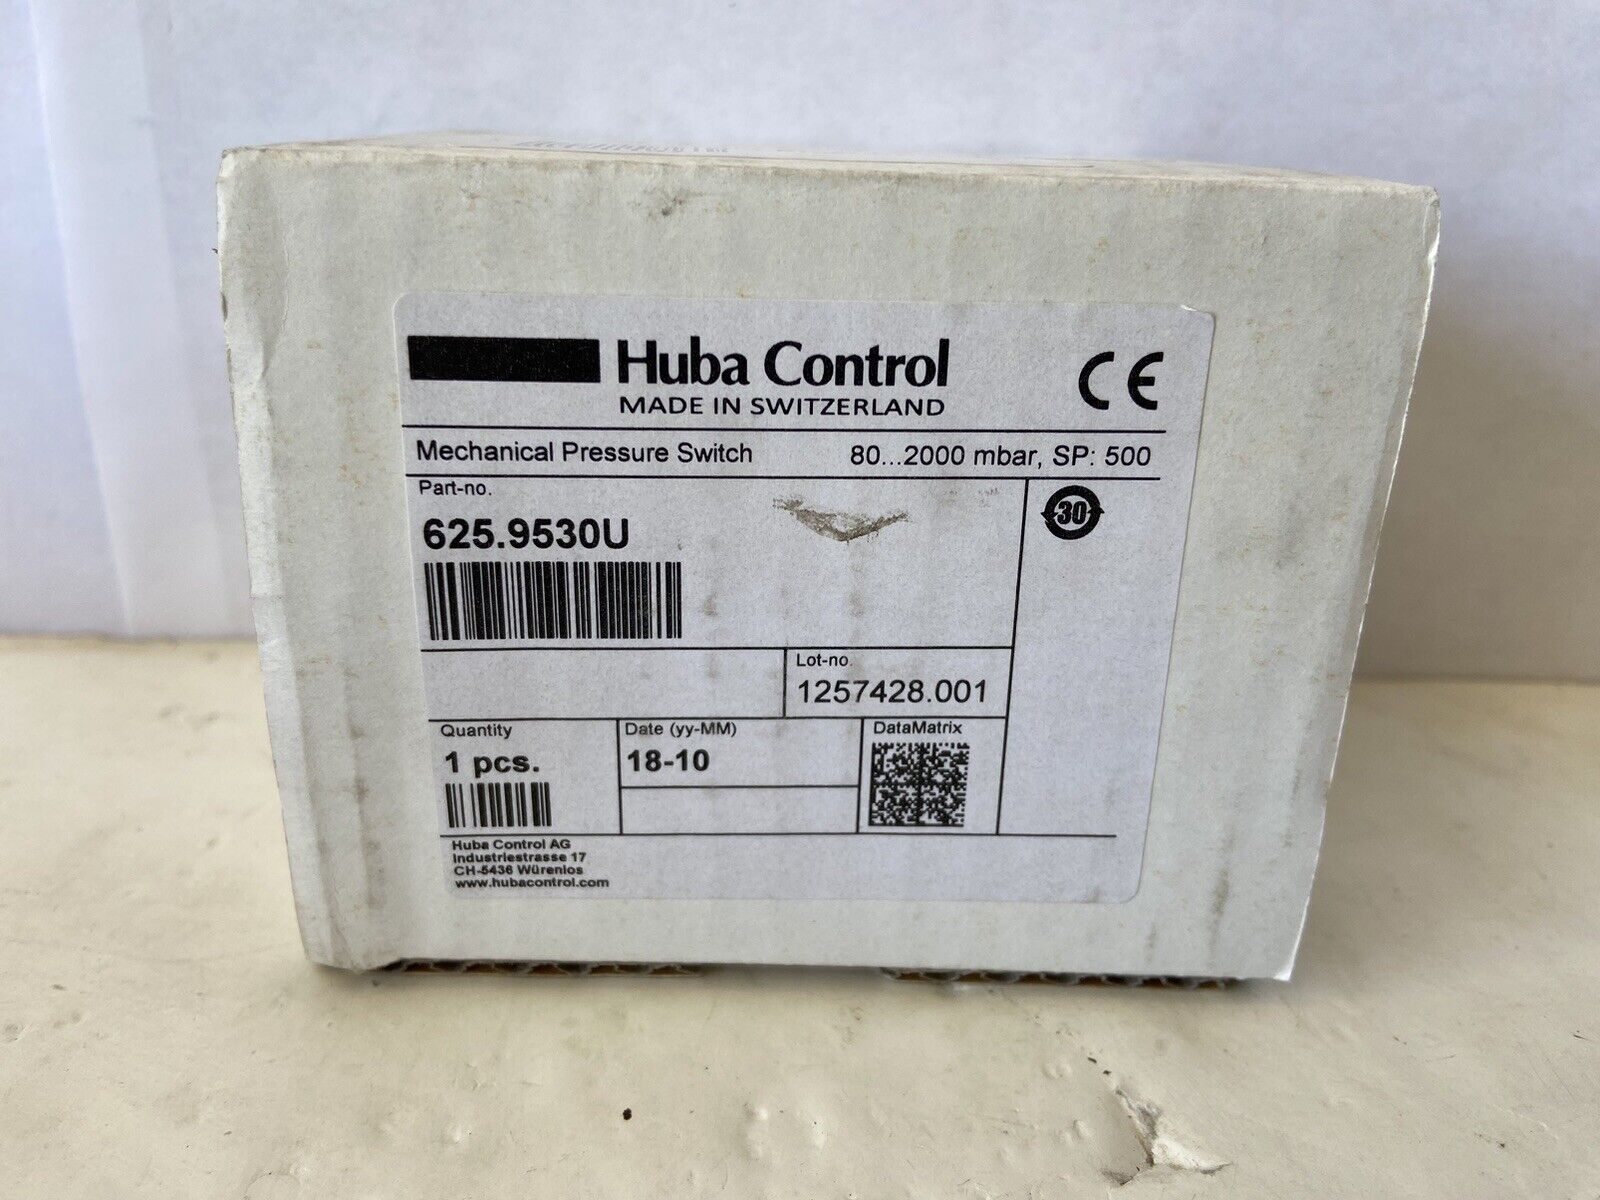 Huba Control
MADE IN SWITZERLAND
CE
Mechanical Pressure Switch 80...2000 mbar, SP: 500
Part-no.
625.9530U
30
Lot-no.
1257428.001
Quantity
1 pcs.
Date (yy-MM)
18-10
DataMatrix
Huba Control AG
Industriestrasse 17
CH-5436 Würenlos
www.hubacontrol.com